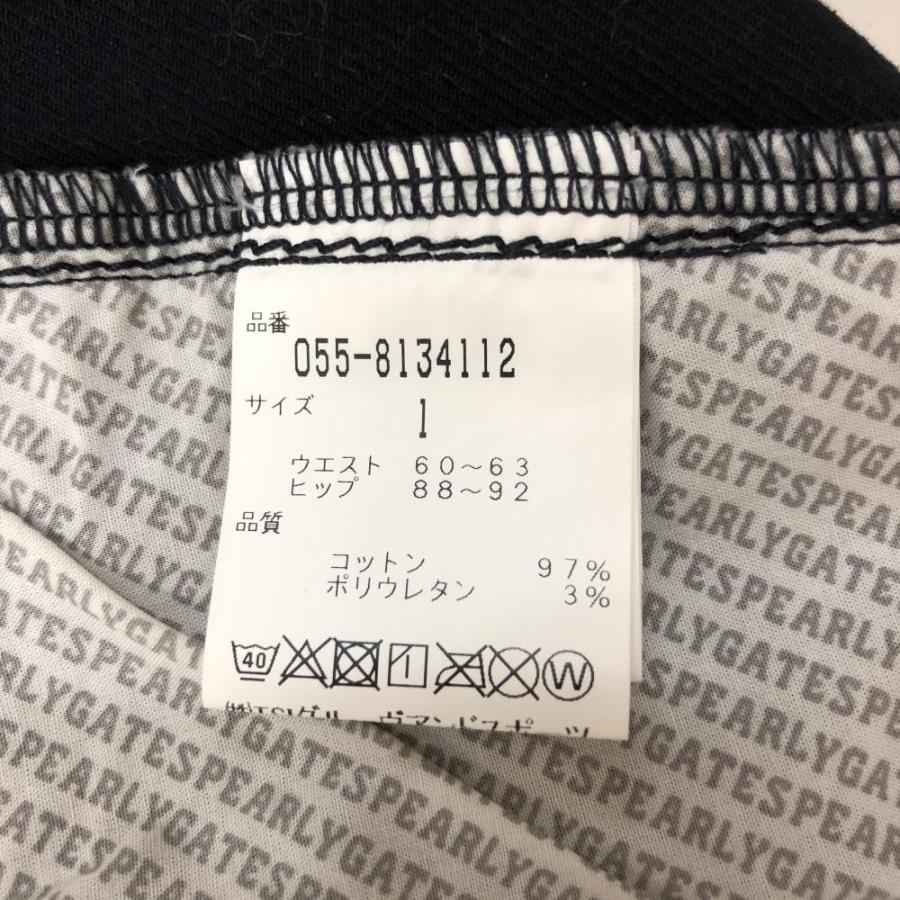 品番
055-8134112
サイズ
1
ウエスト 60～63
ヒップ 88～92
品質
コットン 97%
ポリウレタン 3%
40
W
PEARLYGATESPEARLYGATESPEARLYGATES